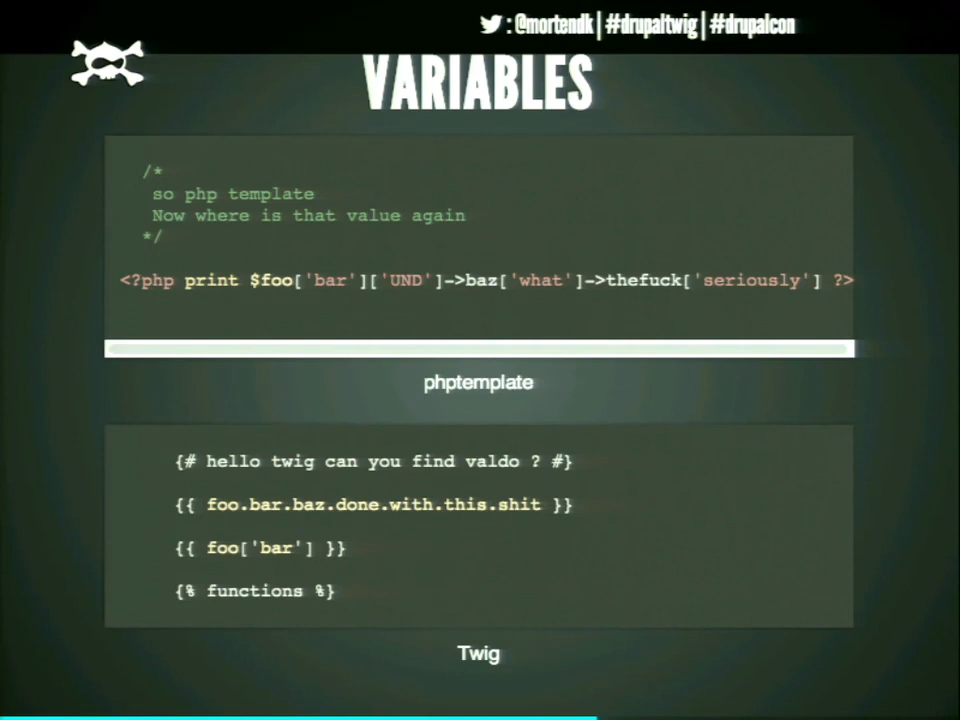 : @mortendk | #drupaltwig | #drupalcon
VARIABLES
/*
so php template
Now where is that value again
*/
<?php print $foo['bar']['UND']->baz['what']->thefuck['seriously'] ?>
phptemplate
{# hello twig can you find valdo ? #}
{{ foo.bar.baz.done.with.this.shit }}
{{ foo['bar'] }}
{% functions %}
Twig